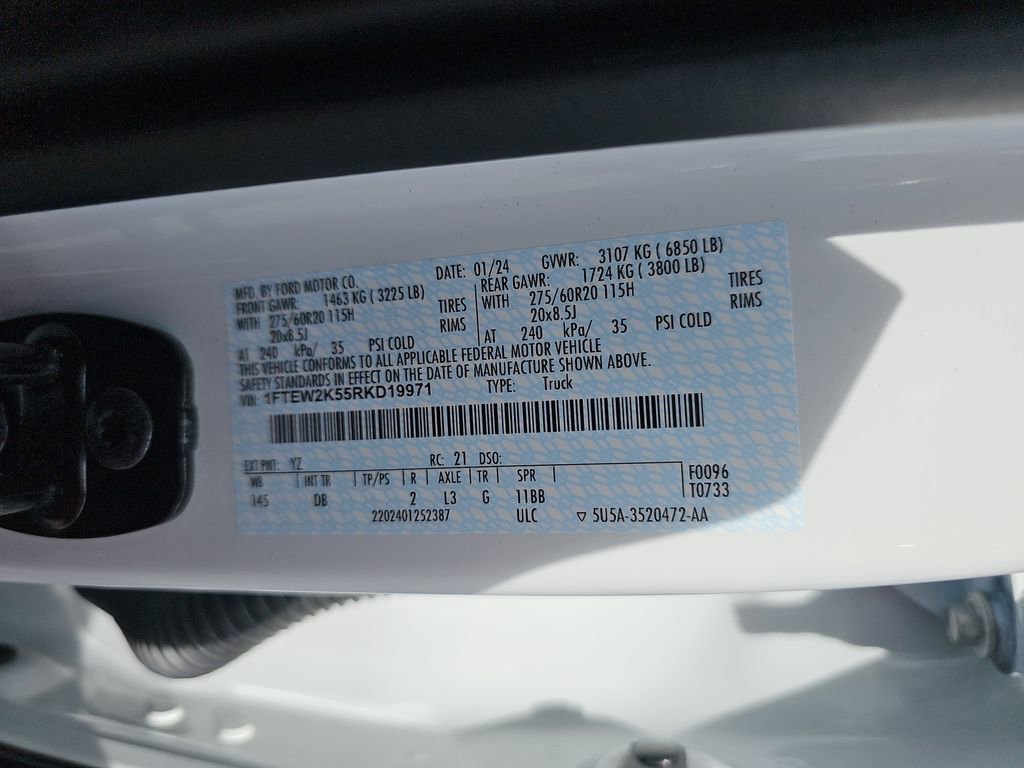 MFD. BY FORD MOTOR CO. DATE: 01/24 GVWR: 3107 KG ( 6850 LB)
FRONT GAWR: 1463 KG ( 3225 LB) REAR GAWR: 1724 KG ( 3800 LB)
WITH 275/60R20 115H TIRES WITH 275/60R20 115H TIRES
20x8.5J RIMS 20x8.5J RIMS
AT 240 kPa/ 35 PSI COLD AT 240 kPa/ 35 PSI COLD
THIS VEHICLE CONFORMS TO ALL APPLICABLE FEDERAL MOTOR VEHICLE
SAFETY STANDARDS IN EFFECT ON THE DATE OF MANUFACTURE SHOWN ABOVE.
VIN: 1FTEW2K55RKD19971 TYPE: Truck
EXT PNT: YZ RC: 21 DSO:
WB INT TR TP/PS R AXLE TR SPR F0096
145 DB 2 L3 G 11BB T0733
2202401252387 ULC ▽ 5U5A-3520472-AA